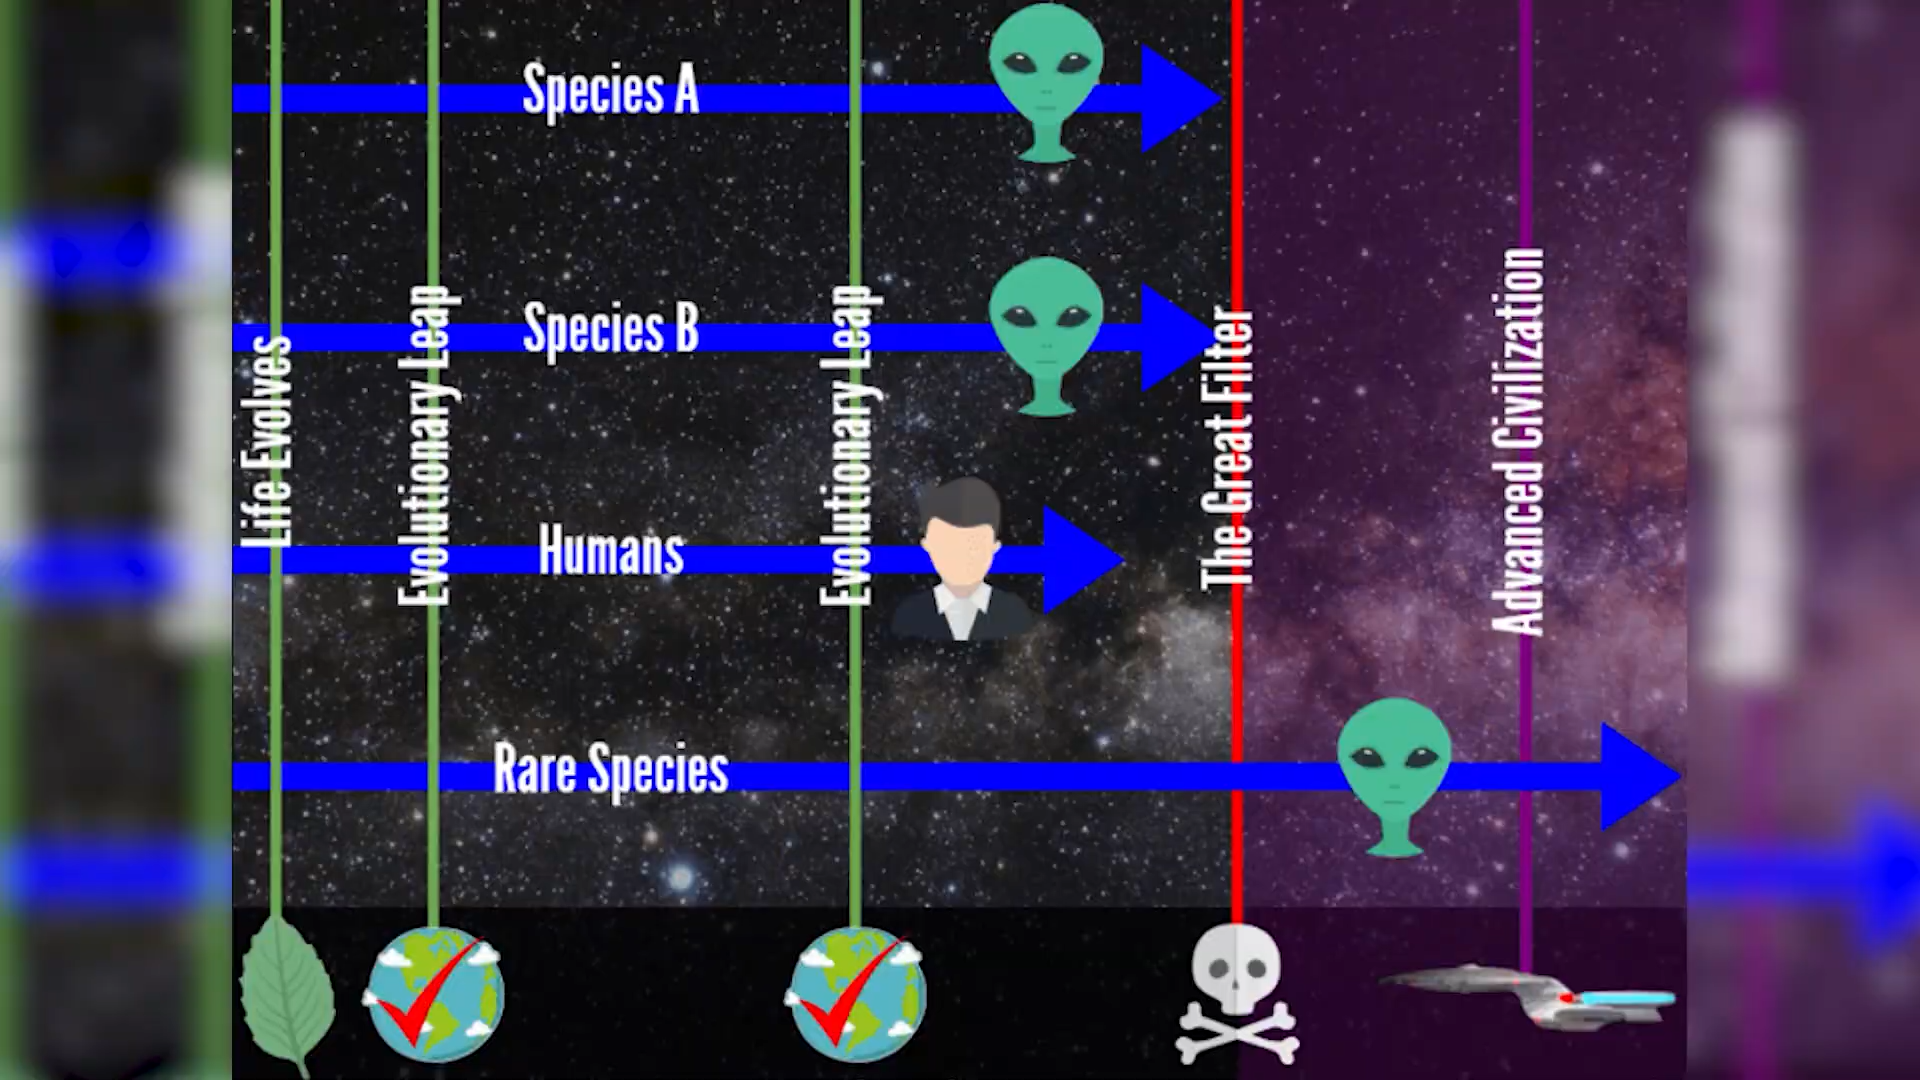 Species A
Species B
Humans
Rare Species
Life Evolves
Evolutionary Leap
Evolutionary Leap
The Great Filter
Advanced Civilization